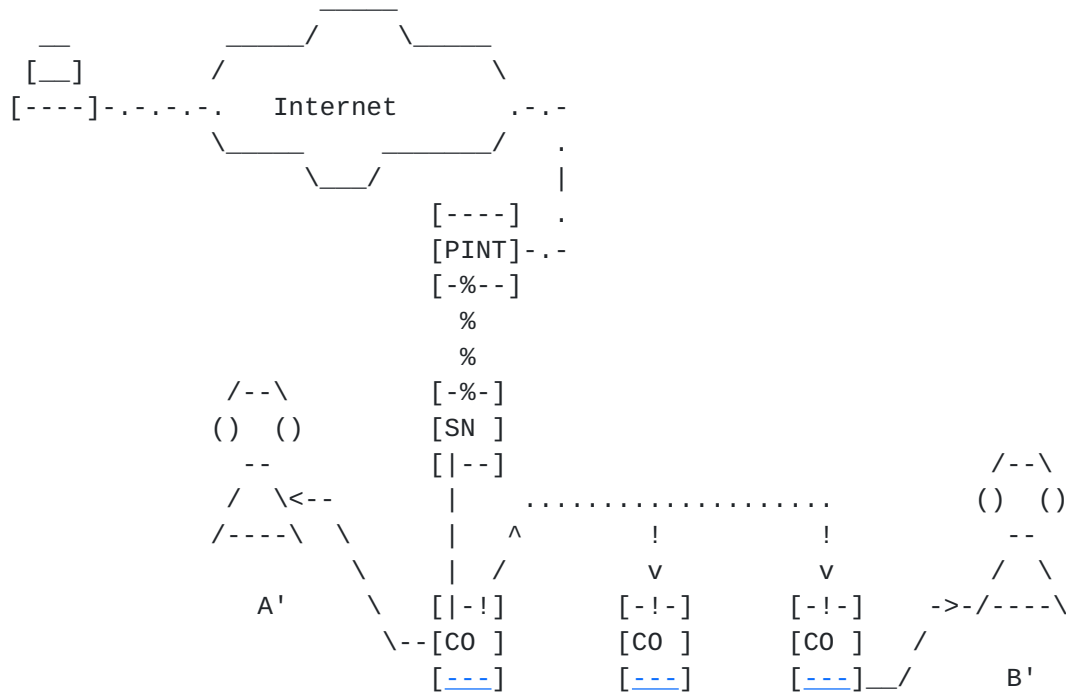 Internet
[PINT]
[SN ]
A'
[CO ] [CO ] [CO ]
B'